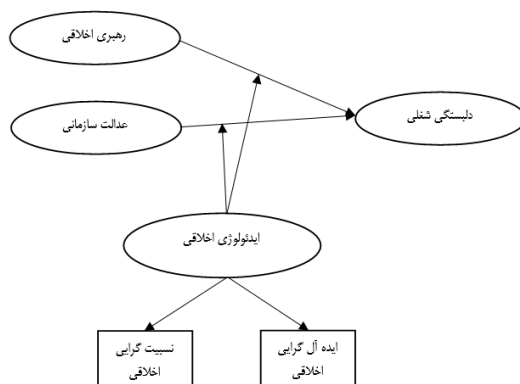 رهبری اخلاقی
عدالت سازمانی
دلبستگی شغلی
ایدئولوژی اخلاقی
ایده آل گرایی
اخلاقی
نسبیت گرایی
اخلاقی